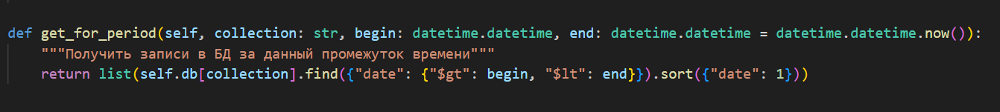 def get_for_period(self, collection: str, begin: datetime.datetime, end: datetime.datetime = datetime.datetime.now()):
    """Получить записи в БД за данный промежуток времени"""
    return list(self.db[collection].find({"date": {"$gt": begin, "$lt": end}}).sort({"date": 1}))